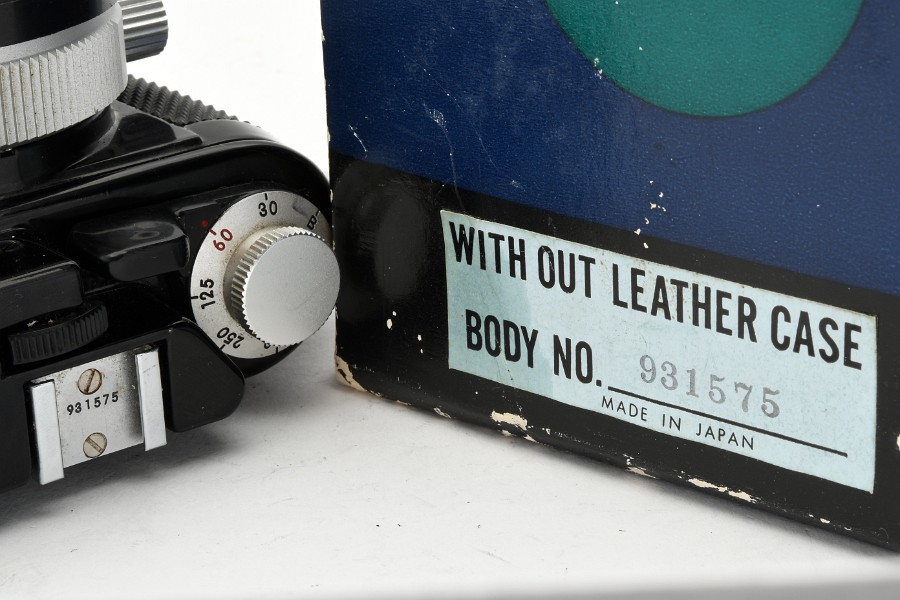 30
B
60
125
250
931575
WITH OUT LEATHER CASE
BODY NO. 931575
MADE IN JAPAN